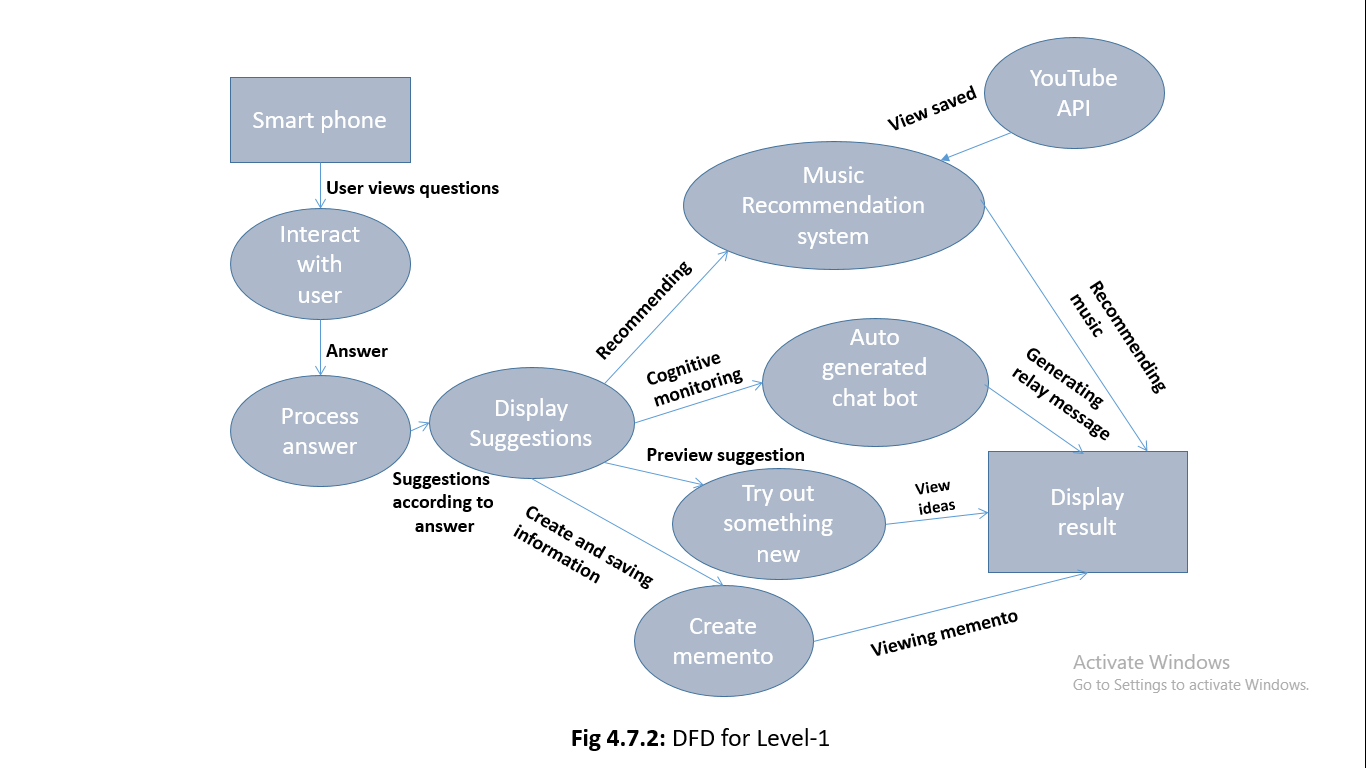 YouTube
API
View saved
Smart phone
User views questions
Music
Recommendation
system
Interact
with
user
Recommending
Recommending
music
Answer
Auto
generated
chat bot
Cognitive
monitoring
Generating
relay message
Process
answer
Display
Suggestions
Suggestions
according to
answer
Preview suggestion
Try out
something
new
View
ideas
Display
result
Create and saving
information
Create
memento
Viewing memento
Activate Windows
Go to Settings to activate Windows.
Fig 4.7.2: DFD for Level-1